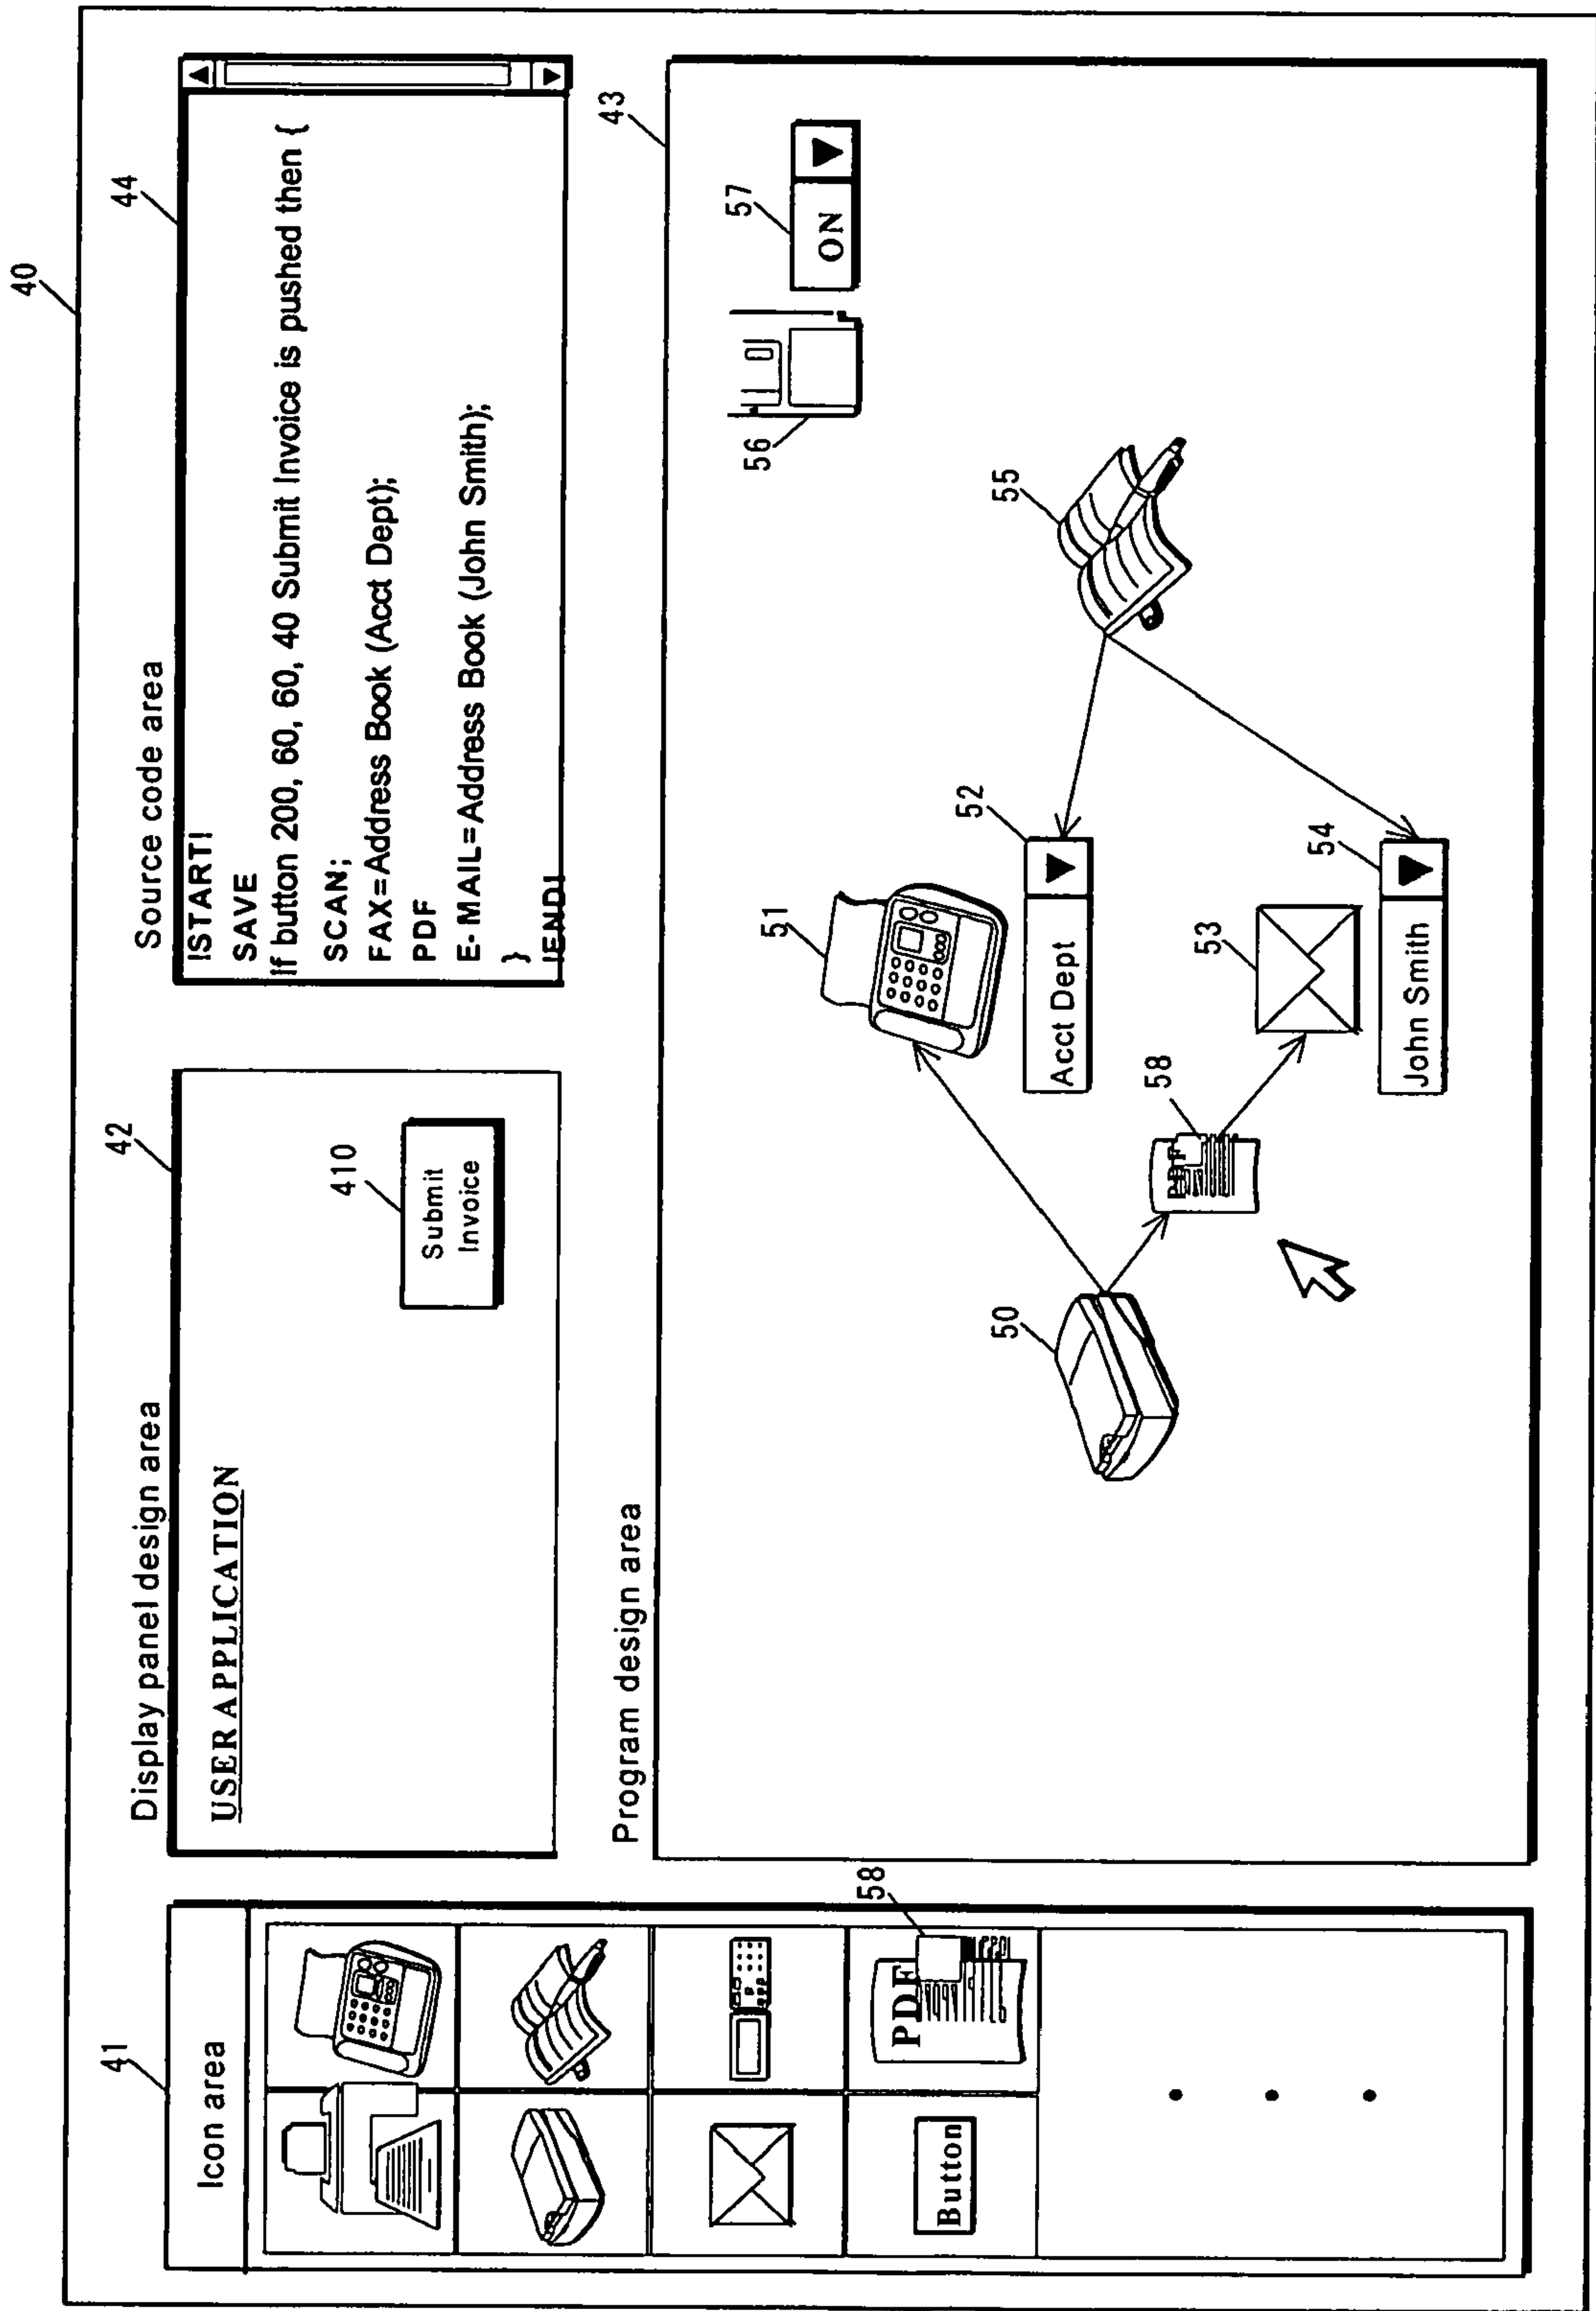 40
41
Icon area
Button
PDF
58
Display panel design area
42
USER APPLICATION
410
Submit
Invoice
Source code area
44
!START!
SAVE
If button 200, 60, 60, 40 Submit Invoice is pushed then {
SCAN;
FAX=Address Book (Acct Dept);
PDF
E-MAIL=Address Book (John Smith);
}
!END!
Program design area
43
56
57
ON
51
50
55
52
Acct Dept
58
PDF
53
54
John Smith